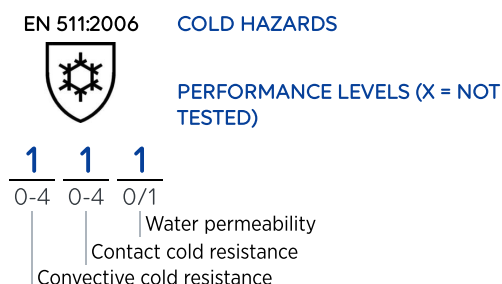 EN 511:2006 COLD HAZARDS
PERFORMANCE LEVELS (X = NOT
TESTED)
1 1 1
0-4 0-4 0/1
Water permeability
Contact cold resistance
Convective cold resistance